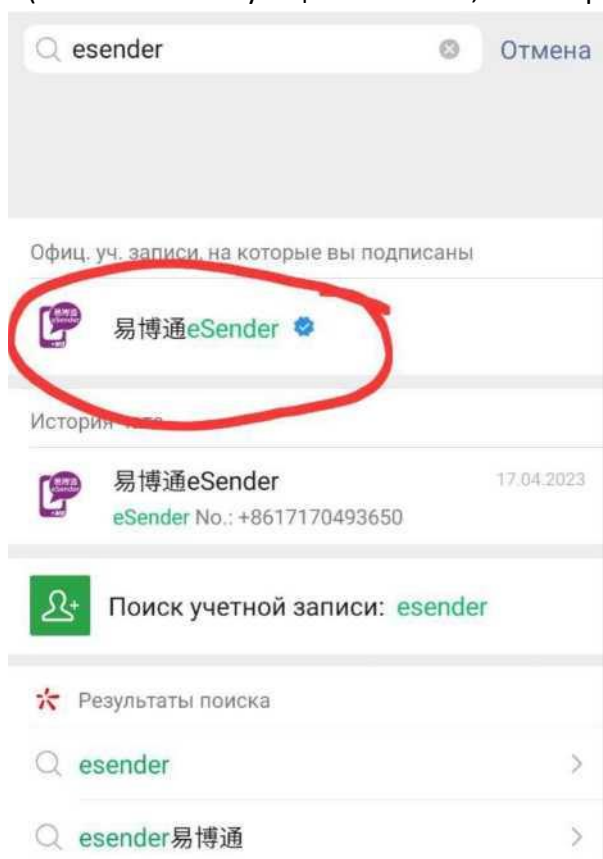 esender
Отмена
Офиц. уч. записи, на которые вы подписаны
易博通eSender
История чата
易博通eSender
17.04.2023
eSender No.: +8617170493650
Поиск учетной записи: esender
Результаты поиска
esender
esender易博通